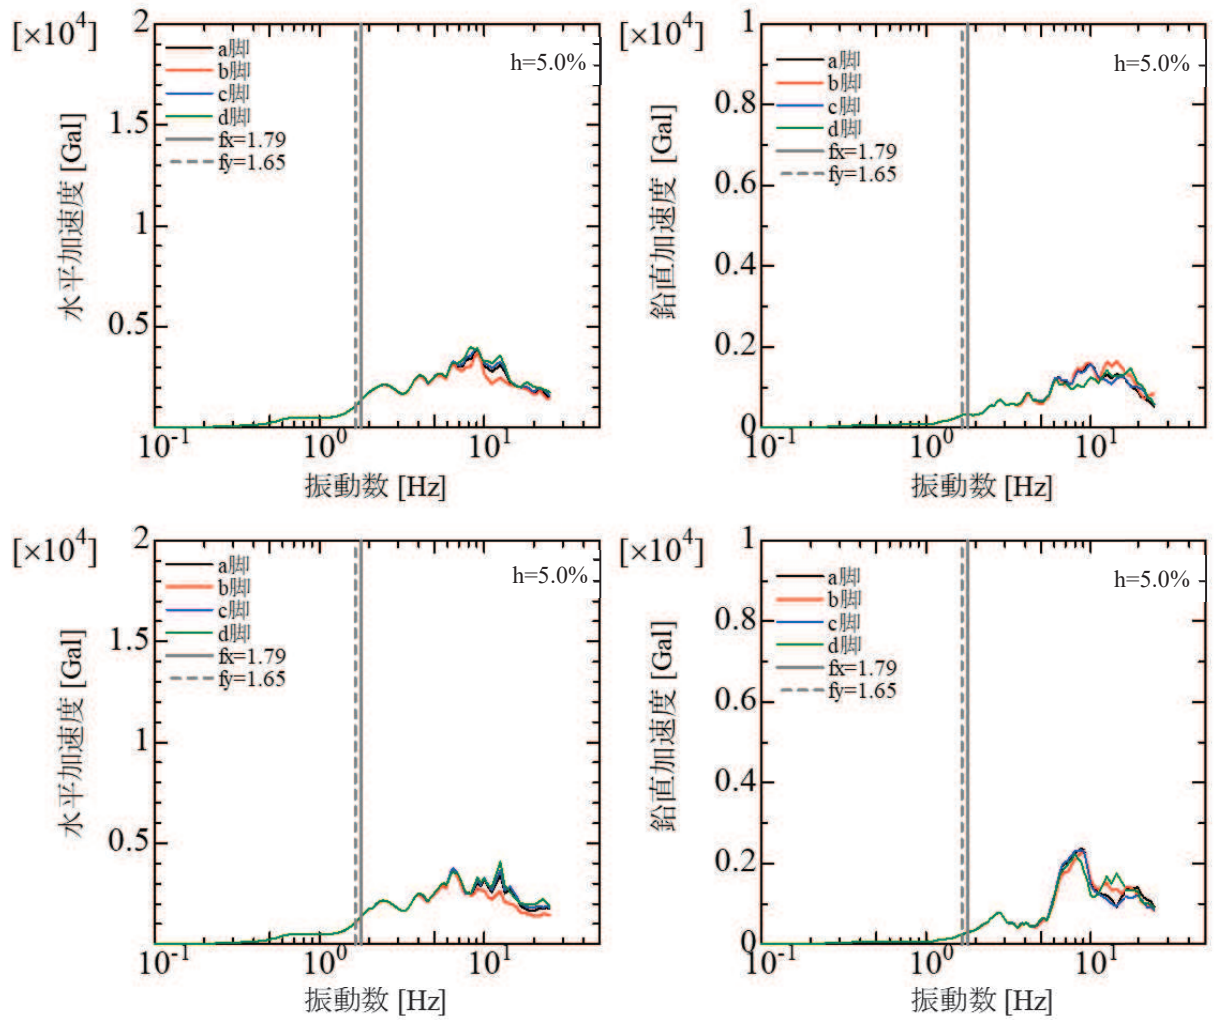 [×10⁴]
2
1.5
1
0.5
水平加速度 [Gal]
a脚
b脚
c脚
d脚
fx=1.79
fy=1.65
h=5.0%
10⁻¹
10⁰
10¹
振動数 [Hz]
[×10⁴]
1
0.8
0.6
0.4
0.2
0
鉛直加速度 [Gal]
a脚
b脚
c脚
d脚
fx=1.79
fy=1.65
h=5.0%
10⁻¹
10⁰
10¹
振動数 [Hz]
[×10⁴]
2
1.5
1
0.5
水平加速度 [Gal]
a脚
b脚
c脚
d脚
fx=1.79
fy=1.65
h=5.0%
10⁻¹
10⁰
10¹
振動数 [Hz]
[×10⁴]
1
0.8
0.6
0.4
0.2
0
鉛直加速度 [Gal]
a脚
b脚
c脚
d脚
fx=1.79
fy=1.65
h=5.0%
10⁻¹
10⁰
10¹
振動数 [Hz]